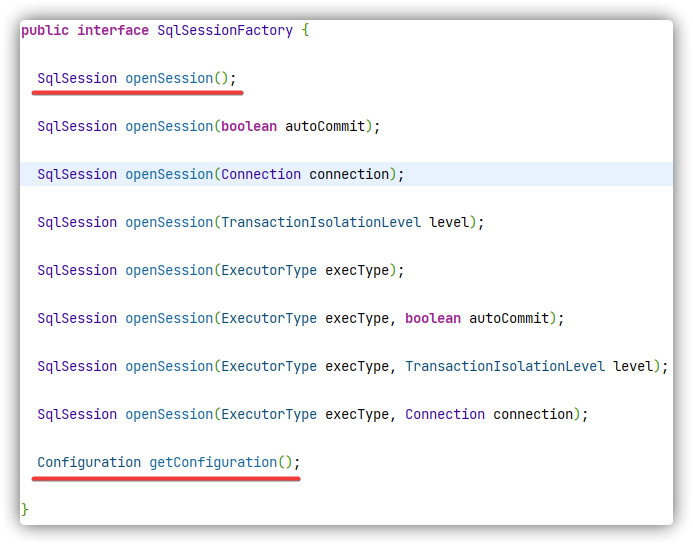 public interface SqlSessionFactory {
SqlSession openSession();
SqlSession openSession(boolean autoCommit);
SqlSession openSession(Connection connection);
SqlSession openSession(TransactionIsolationLevel level);
SqlSession openSession(ExecutorType execType);
SqlSession openSession(ExecutorType execType, boolean autoCommit);
SqlSession openSession(ExecutorType execType, TransactionIsolationLevel level);
SqlSession openSession(ExecutorType execType, Connection connection);
Configuration getConfiguration();
}